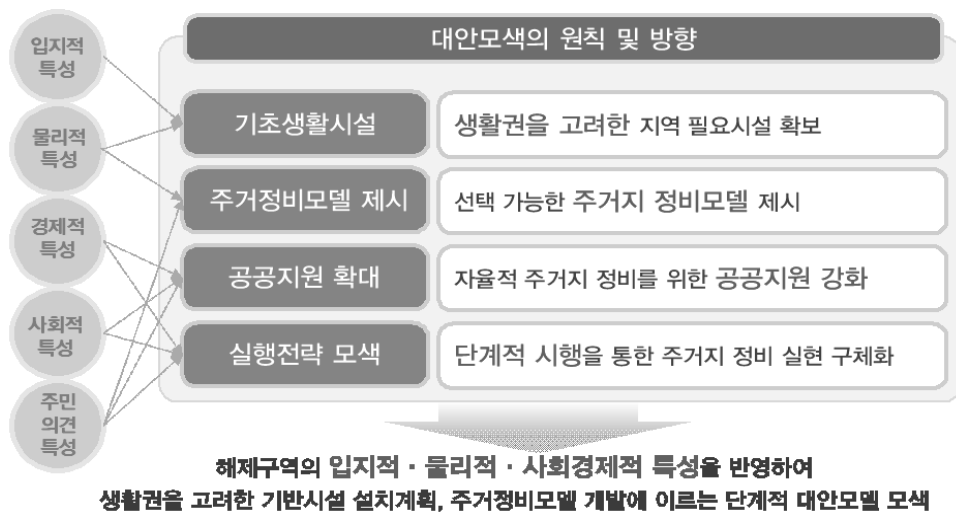 대안모색의 원칙 및 방향
입지적
특성
물리적
특성
경제적
특성
사회적
특성
주민
의견
특성
기초생활시설
생활권을 고려한 지역 필요시설 확보
주거정비모델 제시
선택 가능한 주거지 정비모델 제시
공공지원 확대
자율적 주거지 정비를 위한 공공지원 강화
실행전략 모색
단계적 시행을 통한 주거지 정비 실현 구체화
해제구역의 입지적 · 물리적 · 사회경제적 특성을 반영하여
생활권을 고려한 기반시설 설치계획, 주거정비모델 개발에 이르는 단계적 대안모델 모색